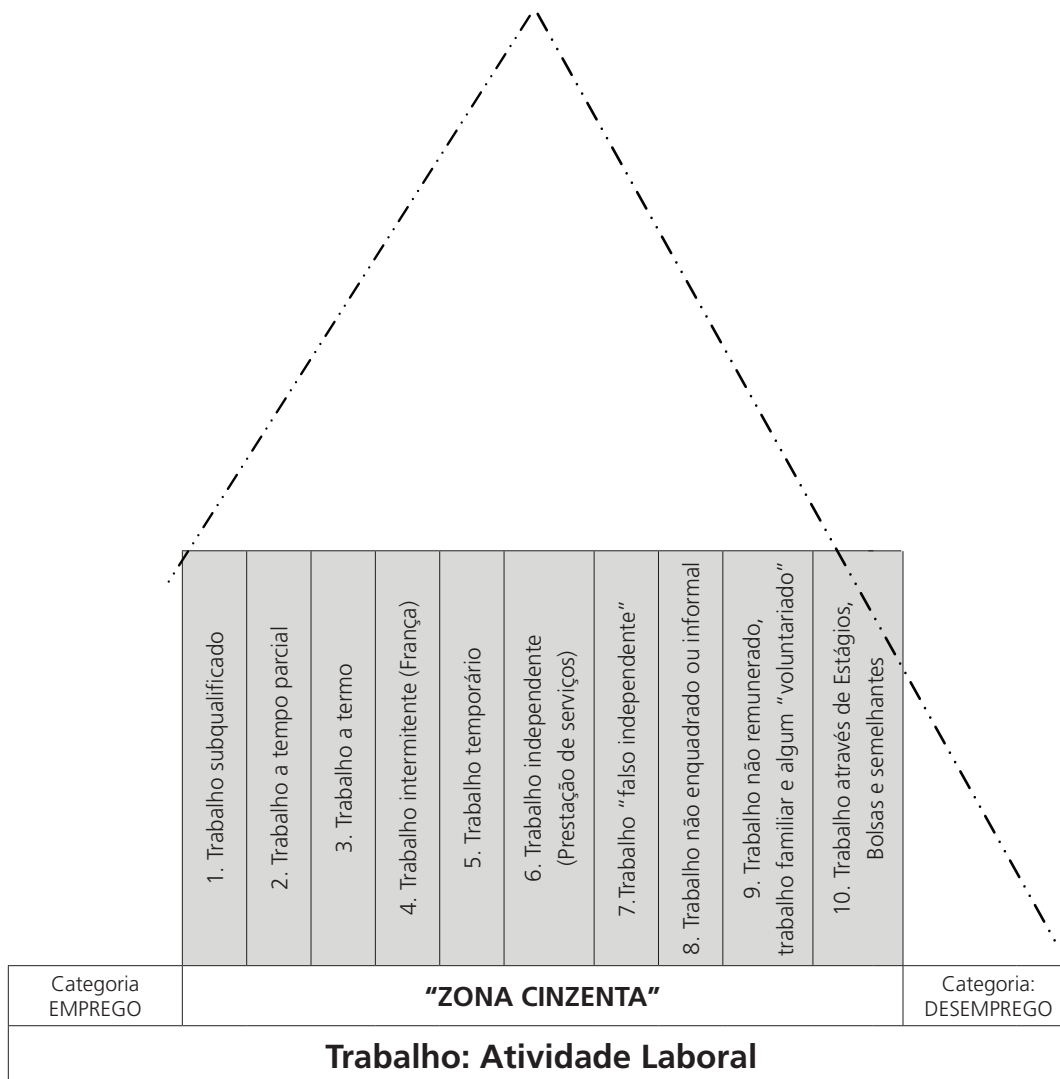 1. Trabalho subqualificado
2. Trabalho a tempo parcial
3. Trabalho a termo
4. Trabalho intermitente (França)
5. Trabalho temporário
6. Trabalho independente
(Prestação de serviços)
7.Trabalho “falso independente”
8. Trabalho não enquadrado ou informal
9. Trabalho não remunerado,
trabalho familiar e algum “voluntariado”
10. Trabalho através de Estágios,
Bolsas e semelhantes
Categoria
EMPREGO
“ZONA CINZENTA”
Categoria:
DESEMPREGO
Trabalho: Atividade Laboral